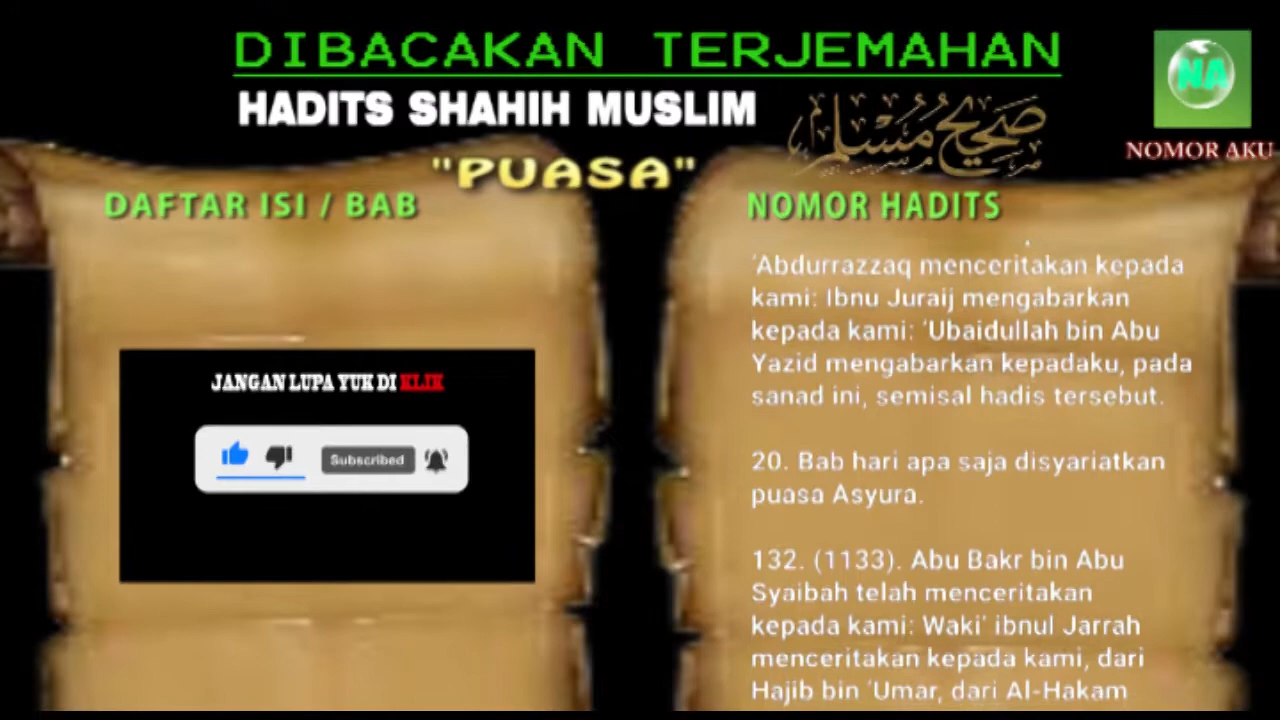 DIBACAKAN TERJEMAHAN
HADITS SHAHIH MUSLIM
صحيح مسلم
NA
NOMOR AKU
"PUASA"
DAFTAR ISI / BAB
JANGAN LUPA YUK DI KLIK
Subscribed
NOMOR HADITS
'Abdurrazzaq menceritakan kepada
kami: Ibnu Juraij mengabarkan
kepada kami: 'Ubaidullah bin Abu
Yazid mengabarkan kepadaku, pada
sanad ini, semisal hadis tersebut.
20. Bab hari apa saja disyariatkan
puasa Asyura.
132. (1133). Abu Bakr bin Abu
Syaibah telah menceritakan
kepada kami: Waki' ibnul Jarrah
menceritakan kepada kami, dari
Hajib bin 'Umar, dari Al-Hakam